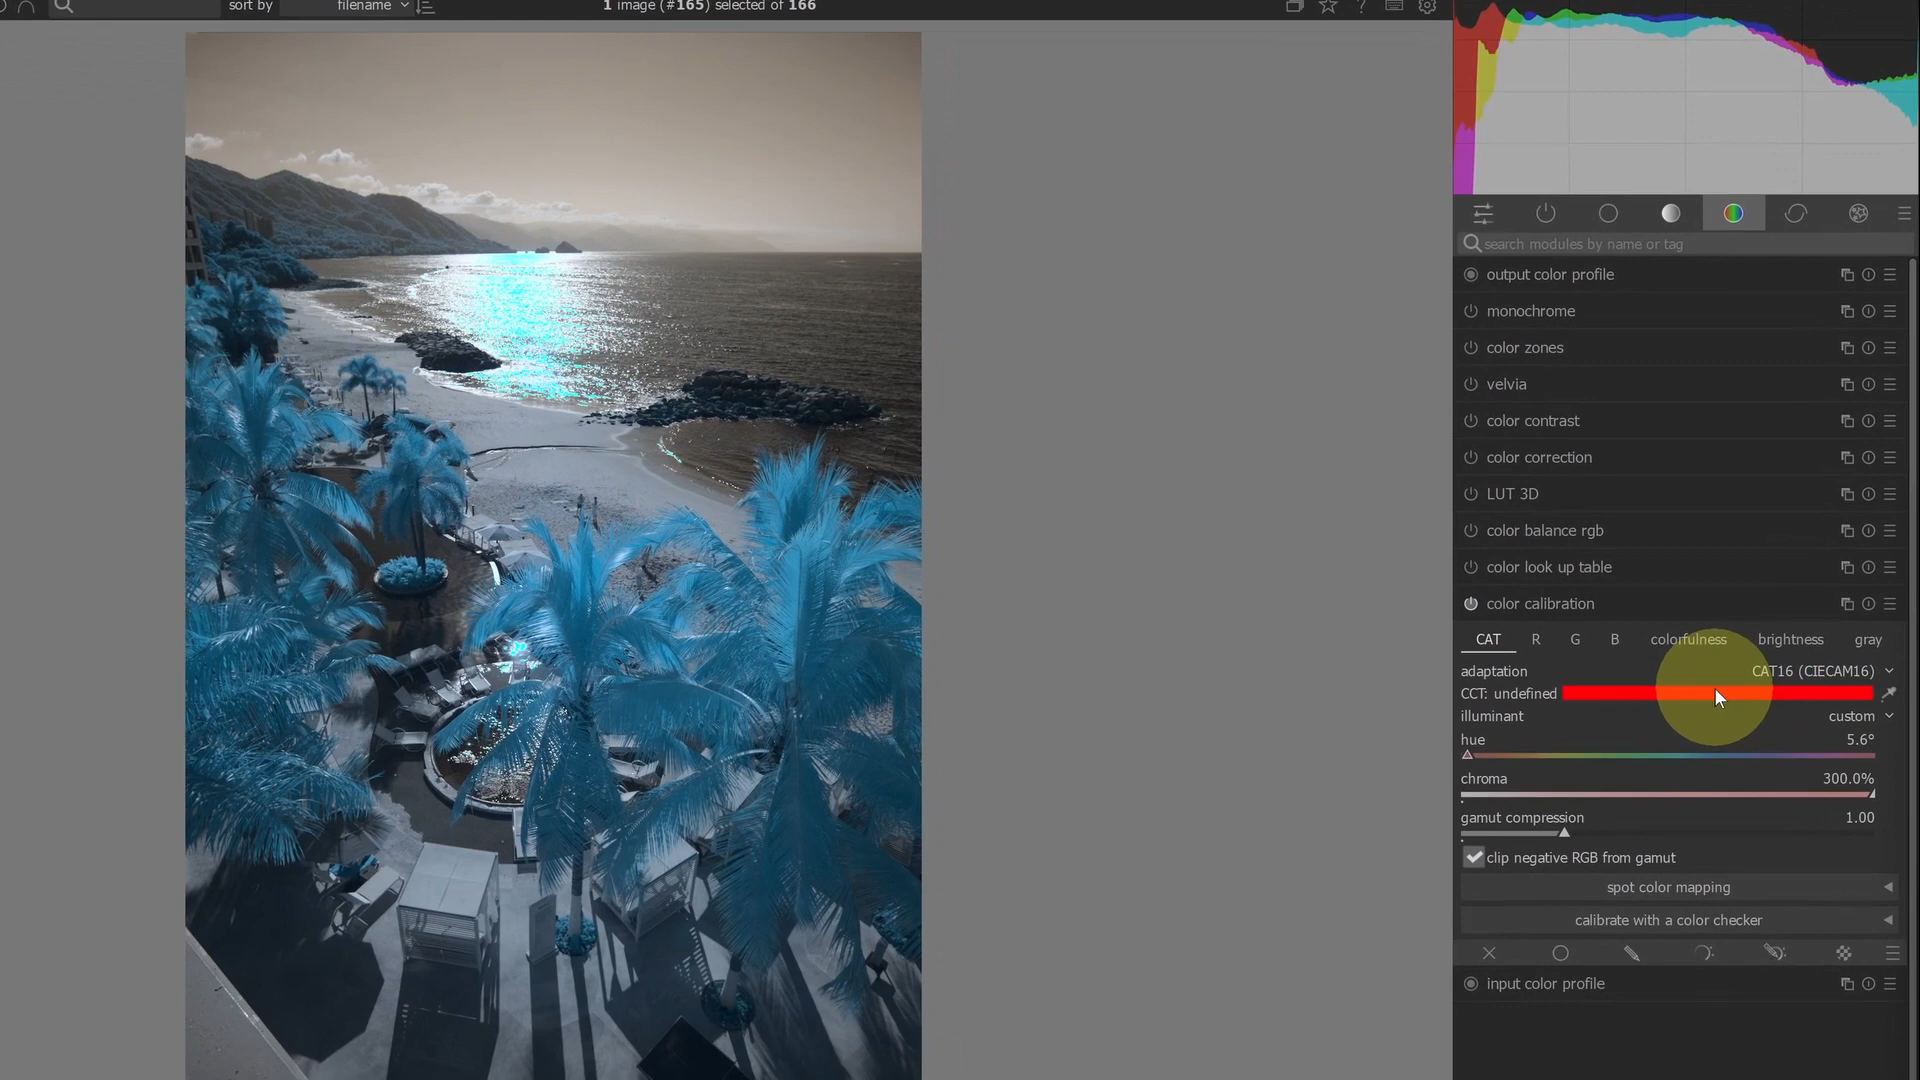 sort by filename 1 image (#165) selected of 166 ?
search modules by name or tag
output color profile
monochrome
color zones
velvia
color contrast
color correction
LUT 3D
color balance rgb
color look up table
color calibration
CAT R G B colorfulness brightness gray
adaptation CAT16 (CIECAM16)
CCT: undefined
illuminant custom
hue 5.6°
chroma 300.0%
gamut compression 1.00
clip negative RGB from gamut
spot color mapping
calibrate with a color checker
input color profile